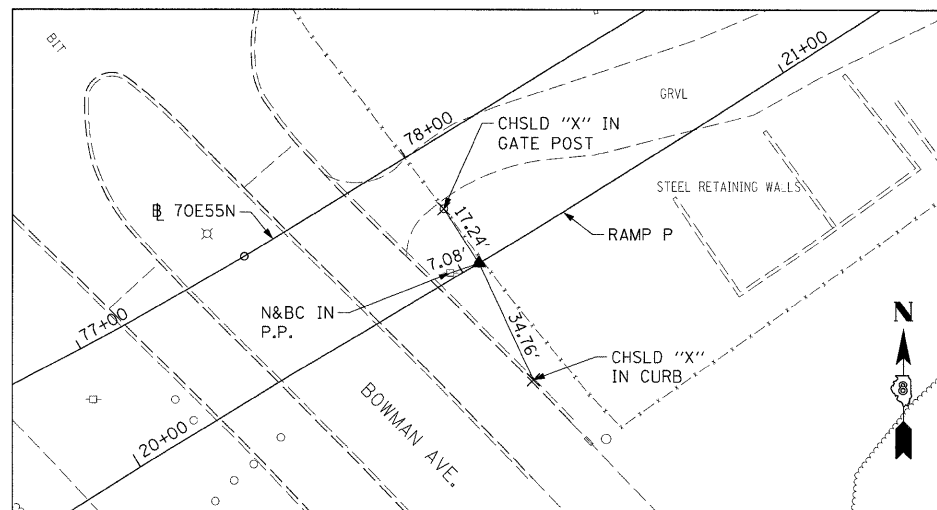 BIT
78+00
CHSLD "X" IN
GATE POST
GRVL
21+00
STEEL RETAINING WALLS
℄ 70E55N
17.24'
7.08'
RAMP P
77+00
N&BC IN
P.P.
34.76'
CHSLD "X"
IN CURB
N
8
20+00
BOWMAN AVE.